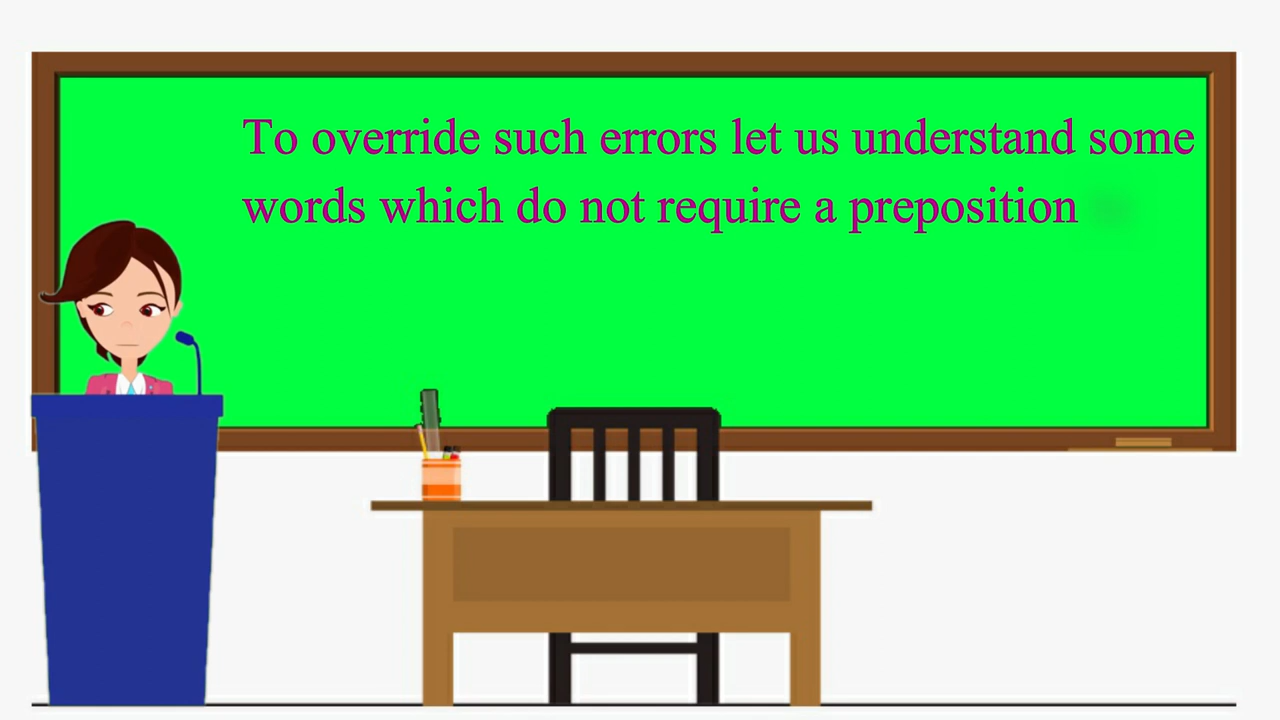 To override such errors let us understand some
words which do not require a preposition